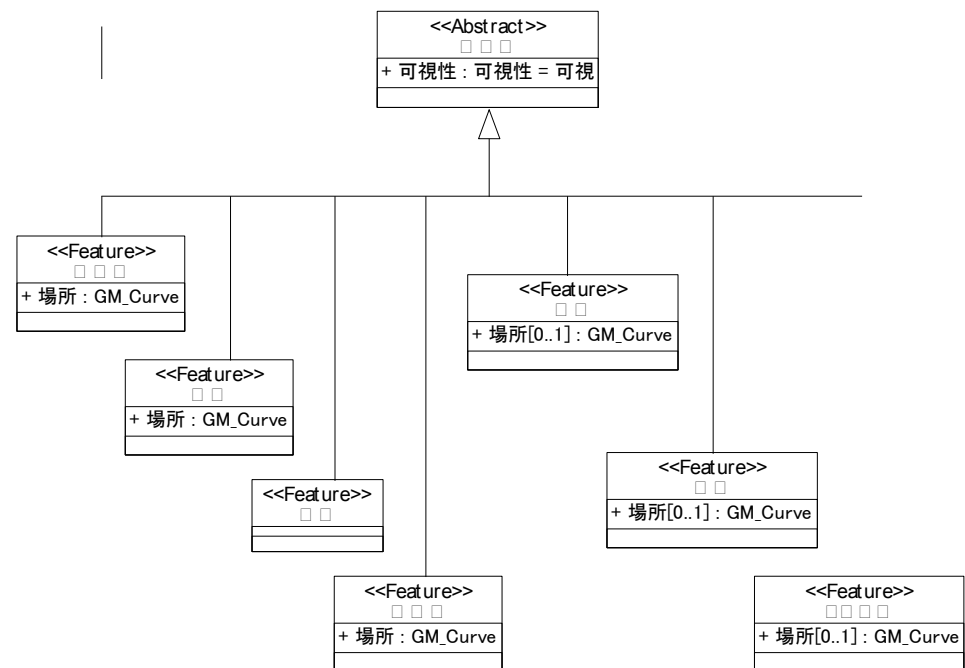 <<Abstract>>
+ 可視性 : 可視性 = 可視
<<Feature>>
+ 場所 : GM_Curve
<<Feature>>
+ 場所[0..1] : GM_Curve
<<Feature>>
+ 場所 : GM_Curve
<<Feature>>
+ 場所[0..1] : GM_Curve
<<Feature>>
<<Feature>>
+ 場所 : GM_Curve
<<Feature>>
+ 場所[0..1] : GM_Curve